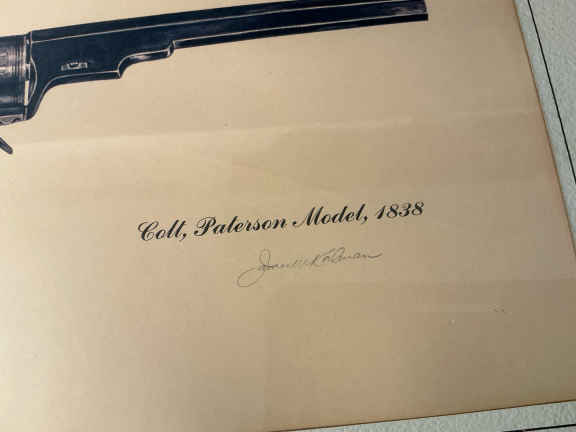 Colt, Paterson Model, 1838